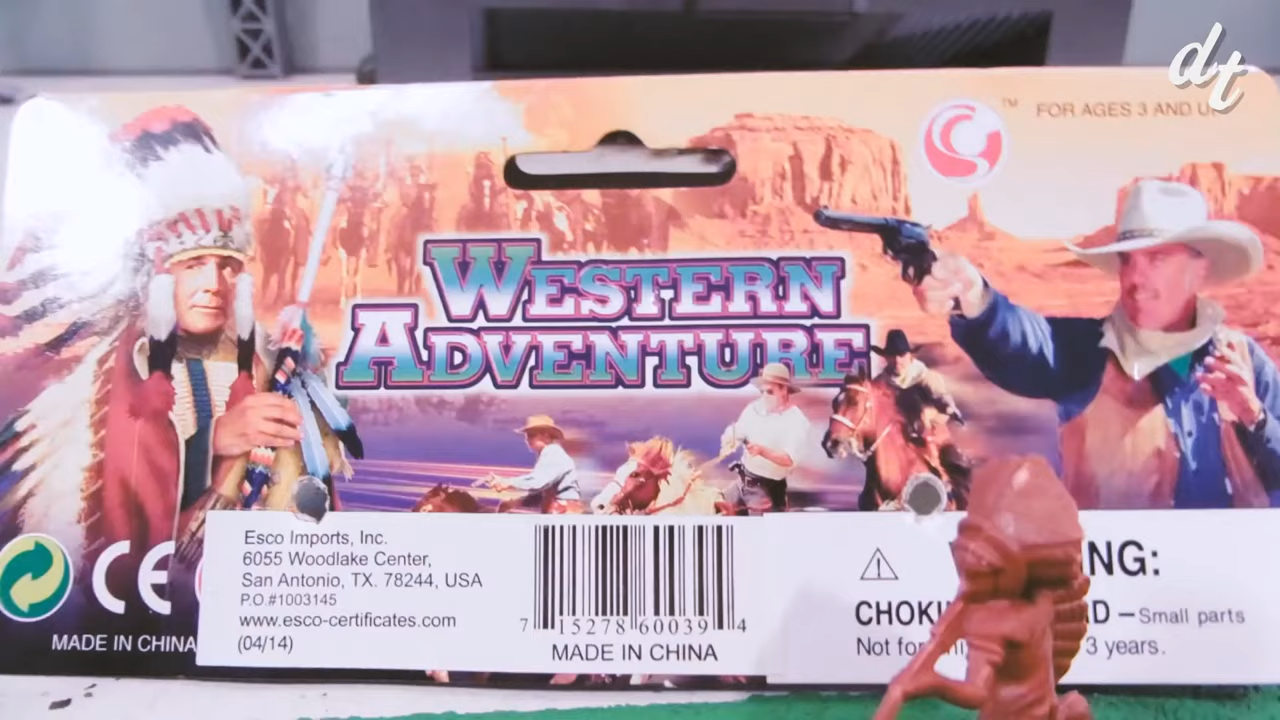 dt
™ FOR AGES 3 AND UP
WESTERN
ADVENTURE
CE
MADE IN CHINA
Esco Imports, Inc.
6055 Woodlake Center,
San Antonio, TX. 78244, USA
P.O.#1003145
www.esco-certificates.com
(04/14)
7 15278 60039 4
MADE IN CHINA
NG:
CHOKI D – Small parts
Not for 3 years.